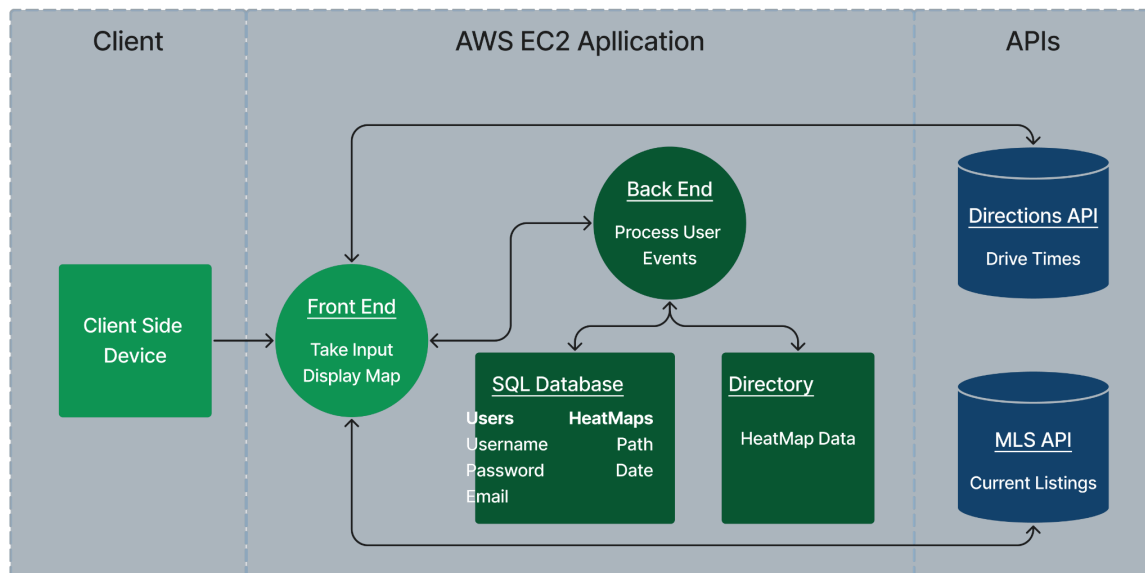 Client
AWS EC2 Apllication
APIs
Client Side
Device
Front End
Take Input
Display Map
Back End
Process User
Events
SQL Database
Users HeatMaps
Username Path
Password Date
Email
Directory
HeatMap Data
Directions API
Drive Times
MLS API
Current Listings